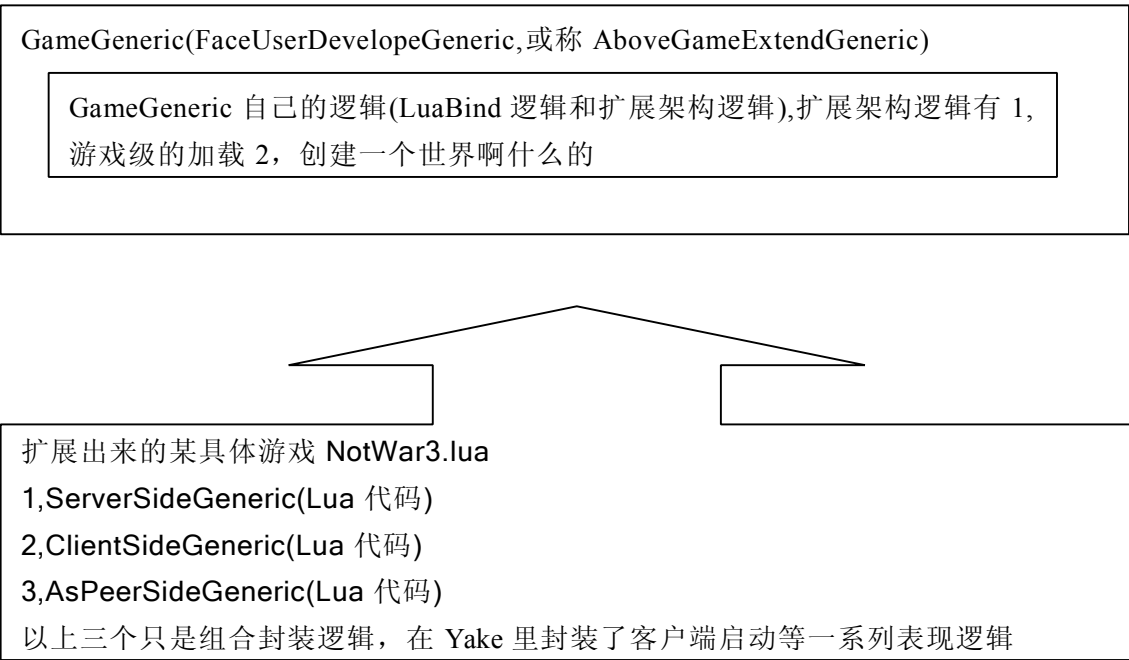 GameGeneric(FaceUserDevelopeGeneric,或称 AboveGameExtendGeneric)
GameGeneric 自己的逻辑(LuaBind 逻辑和扩展架构逻辑),扩展架构逻辑有 1,
游戏级的加载 2，创建一个世界啊什么的
扩展出来的某具体游戏 NotWar3.lua
1,ServerSideGeneric(Lua 代码)
2,ClientSideGeneric(Lua 代码)
3,AsPeerSideGeneric(Lua 代码)
以上三个只是组合封装逻辑，在 Yake 里封装了客户端启动等一系列表现逻辑